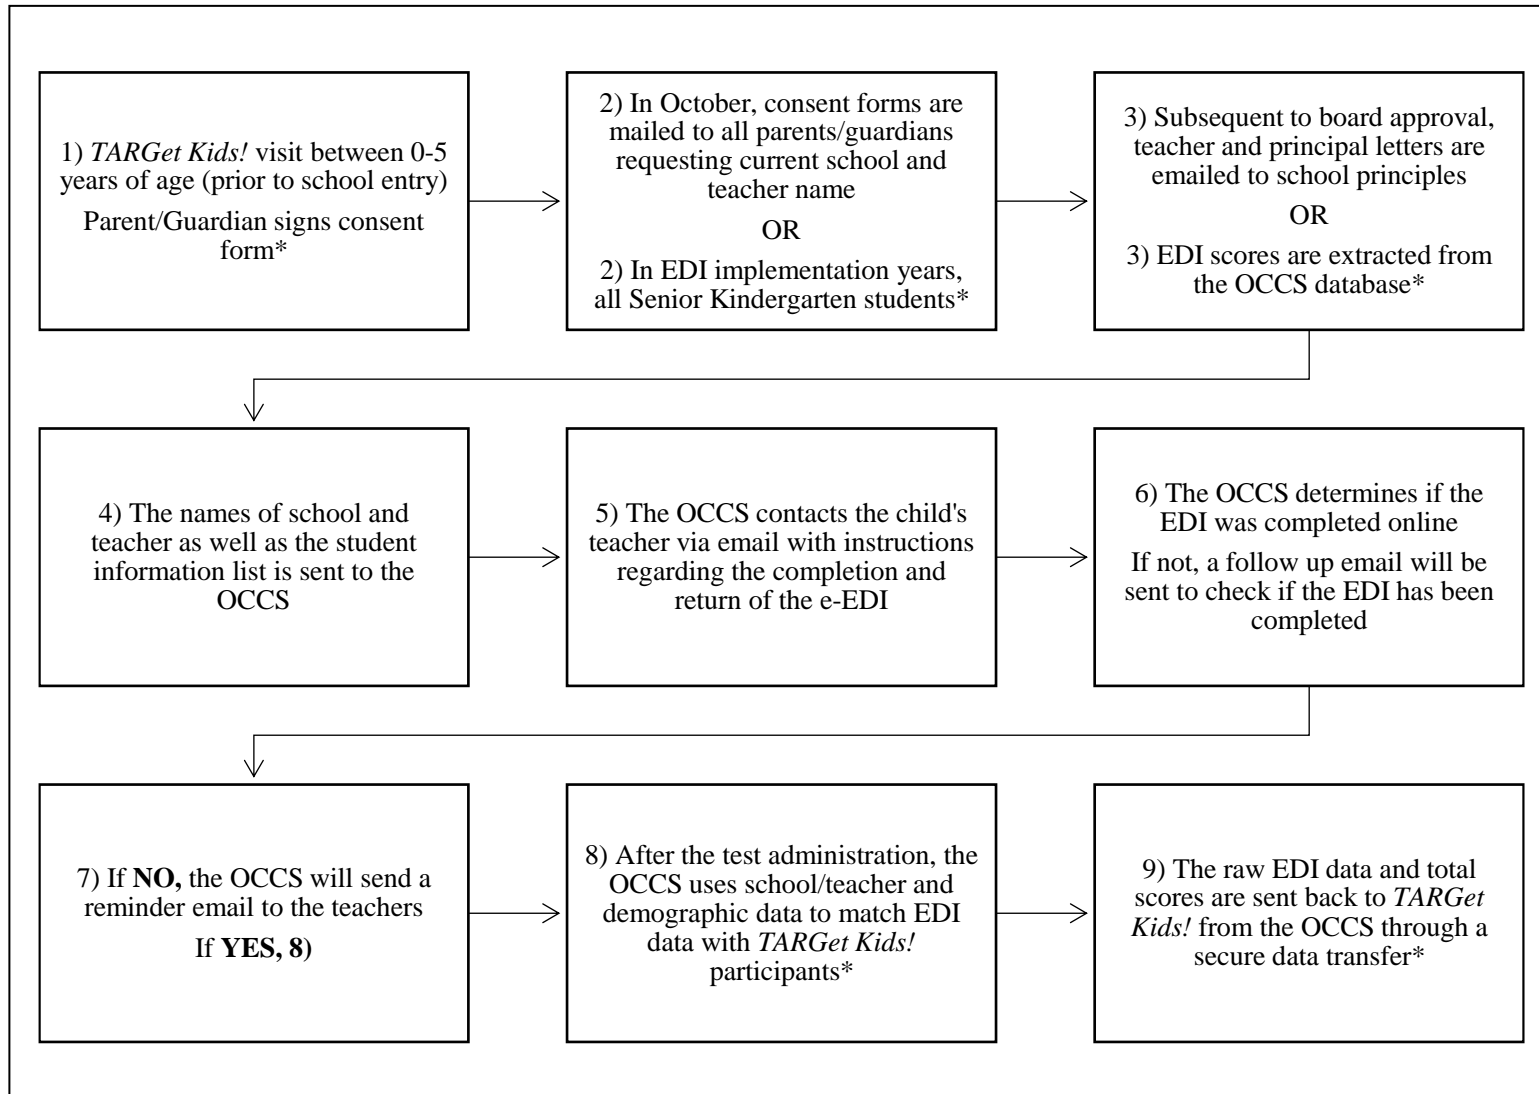 1) TARGet Kids! visit between 0-5
years of age (prior to school entry)
Parent/Guardian signs consent
form*
2) In October, consent forms are
mailed to all parents/guardians
requesting current school and
teacher name
OR
2) In EDI implementation years,
all Senior Kindergarten students*
3) Subsequent to board approval,
teacher and principal letters are
emailed to school principles
OR
3) EDI scores are extracted from
the OCCS database*
4) The names of school and
teacher as well as the student
information list is sent to the
OCCS
5) The OCCS contacts the child's
teacher via email with instructions
regarding the completion and
return of the e-EDI
6) The OCCS determines if the
EDI was completed online
If not, a follow up email will be
sent to check if the EDI has been
completed
7) If NO, the OCCS will send a
reminder email to the teachers
If YES, 8)
8) After the test administration, the
OCCS uses school/teacher and
demographic data to match EDI
data with TARGet Kids!
participants*
9) The raw EDI data and total
scores are sent back to TARGet
Kids! from the OCCS through a
secure data transfer*